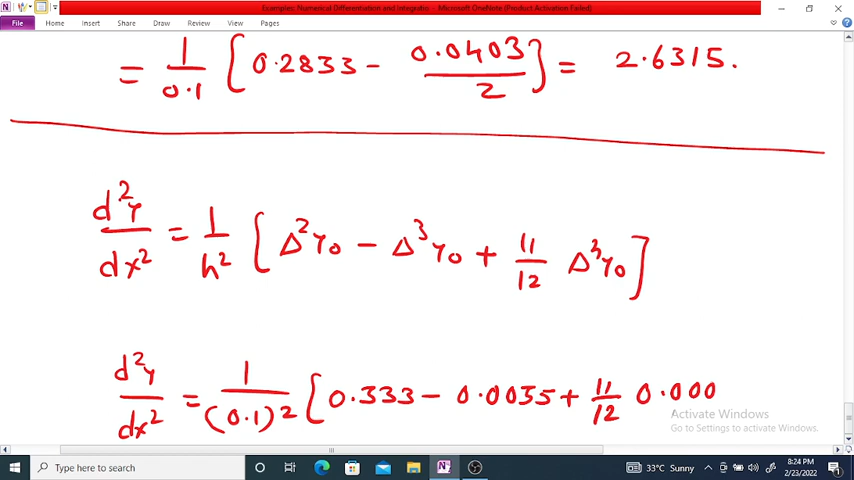 Examples: Numerical Differentiation and Integratio.. - Microsoft OneNote (Product Activation Failed)
File Home Insert Share Draw Review View Pages
= 1/0.1 [0.2833 - 0.0403/2] = 2.6315.
d²y/dx² = 1/h² [Δ²y₀ - Δ³y₀ + 11/12 Δ³y₀]
d²y/dx² = 1/(0.1)² [0.333 - 0.0055 + 11/12 0.000
Activate Windows
Go to Settings to activate Windows.
Type here to search
33°C Sunny
8:24 PM
2/23/2022